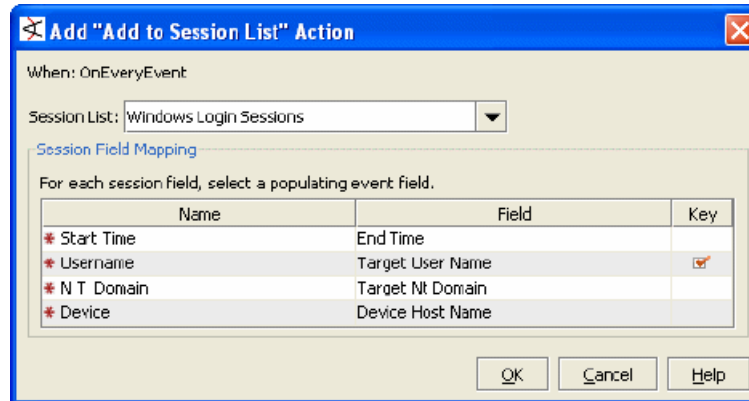 Add "Add to Session List" Action
When: OnEveryEvent
Session List: Windows Login Sessions
Session Field Mapping
For each session field, select a populating event field.
Name Field Key
* Start Time End Time
* Username Target User Name
* N T Domain Target Nt Domain
* Device Device Host Name
OK Cancel Help